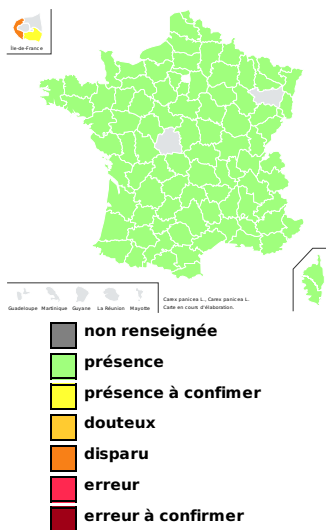 Île-de-France
Guadeloupe Martinique Guyane La Réunion Mayotte
Carex panicea L., Carex panicea L.
Carte en cours d'élaboration.
non renseignée
présence
présence à confimer
douteux
disparu
erreur
erreur à confirmer